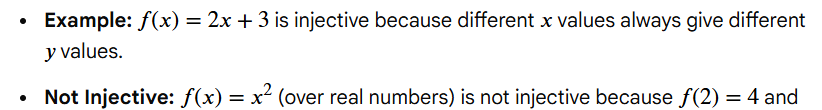 • Example: f(x) = 2x + 3 is injective because different x values always give different
y values.
• Not Injective: f(x) = x² (over real numbers) is not injective because f(2) = 4 and